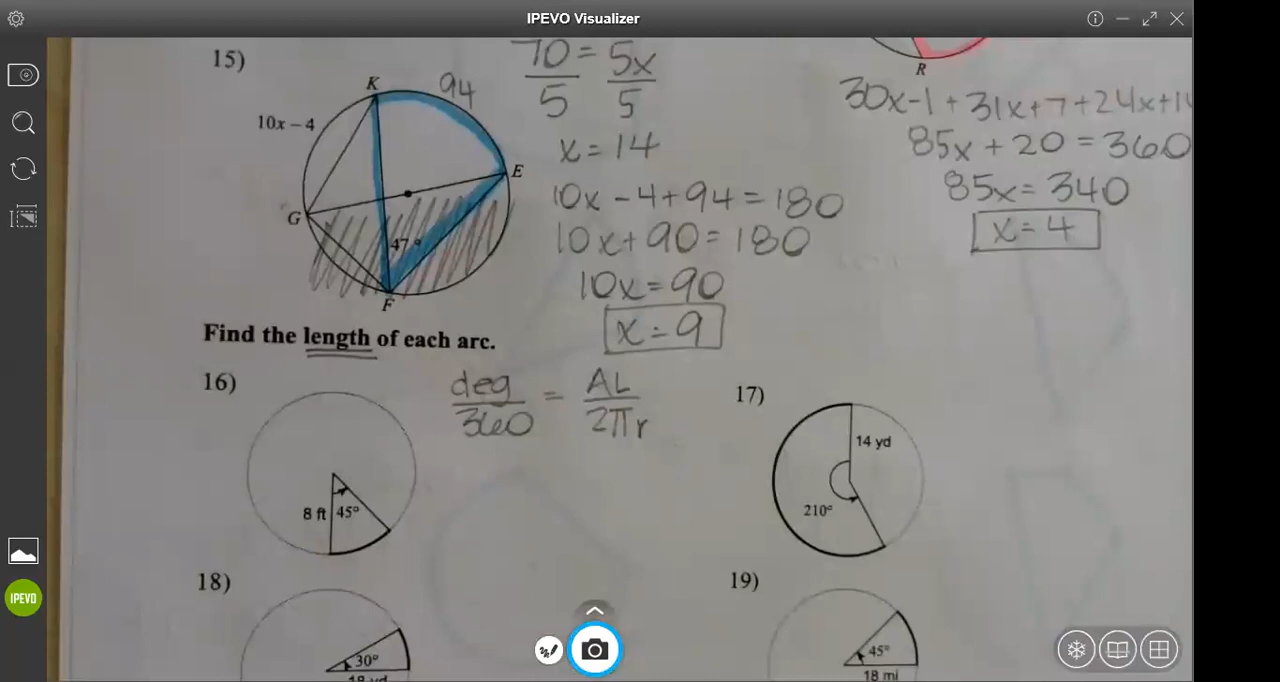 IPEVO Visualizer
15)
K
94
10x – 4
E
G
47 °
F
70 = 5x
5 5
x = 14
10x - 4 + 94 = 180
10x + 90 = 180
10x = 90
x = 9
R
30x-1 + 31x+7 + 24x+14
85x + 20 = 360
85x = 340
x = 4
Find the length of each arc.
16)
deg = AL
360 2πr
8 ft 45°
17)
14 yd
210°
18)
30°
18 yd
19)
45°
18 mi
IPEVO